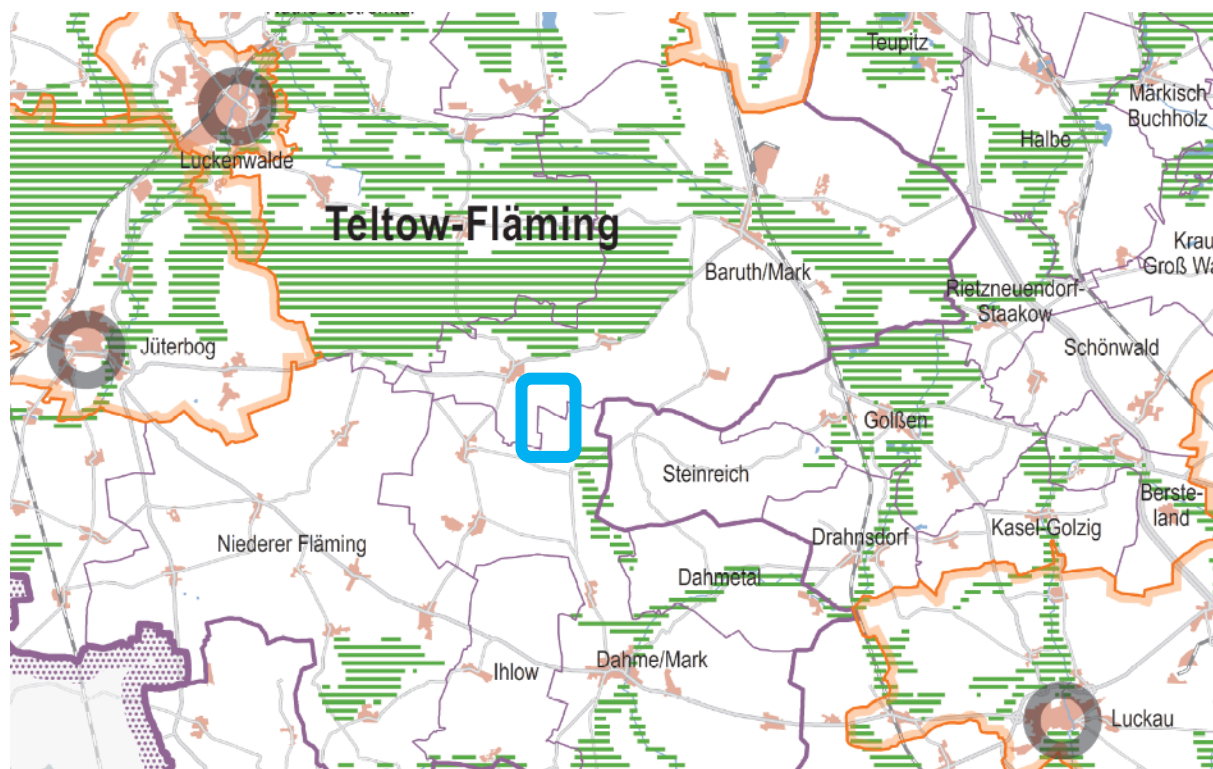 Teupitz
Märkisch
Buchholz
Halbe
Luckenwalde
Teltow-Fläming
Krau
Groß Wa
Baruth/Mark
Rietzneuendorf-
Staakow
Jüterbog
Schönwald
Golßen
Steinreich
Berste-
land
Kasel-Golzig
Drahnsdorf
Niederer Fläming
Dahmetal
Dahme/Mark
Ihlow
Luckau